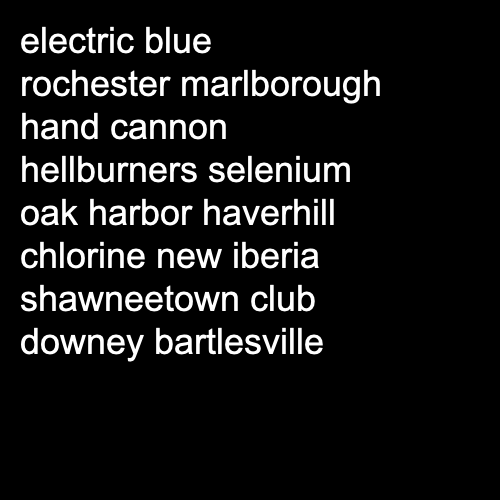 electric blue
rochester marlborough
hand cannon
hellburners selenium
oak harbor haverhill
chlorine new iberia
shawneetown club
downey bartlesville